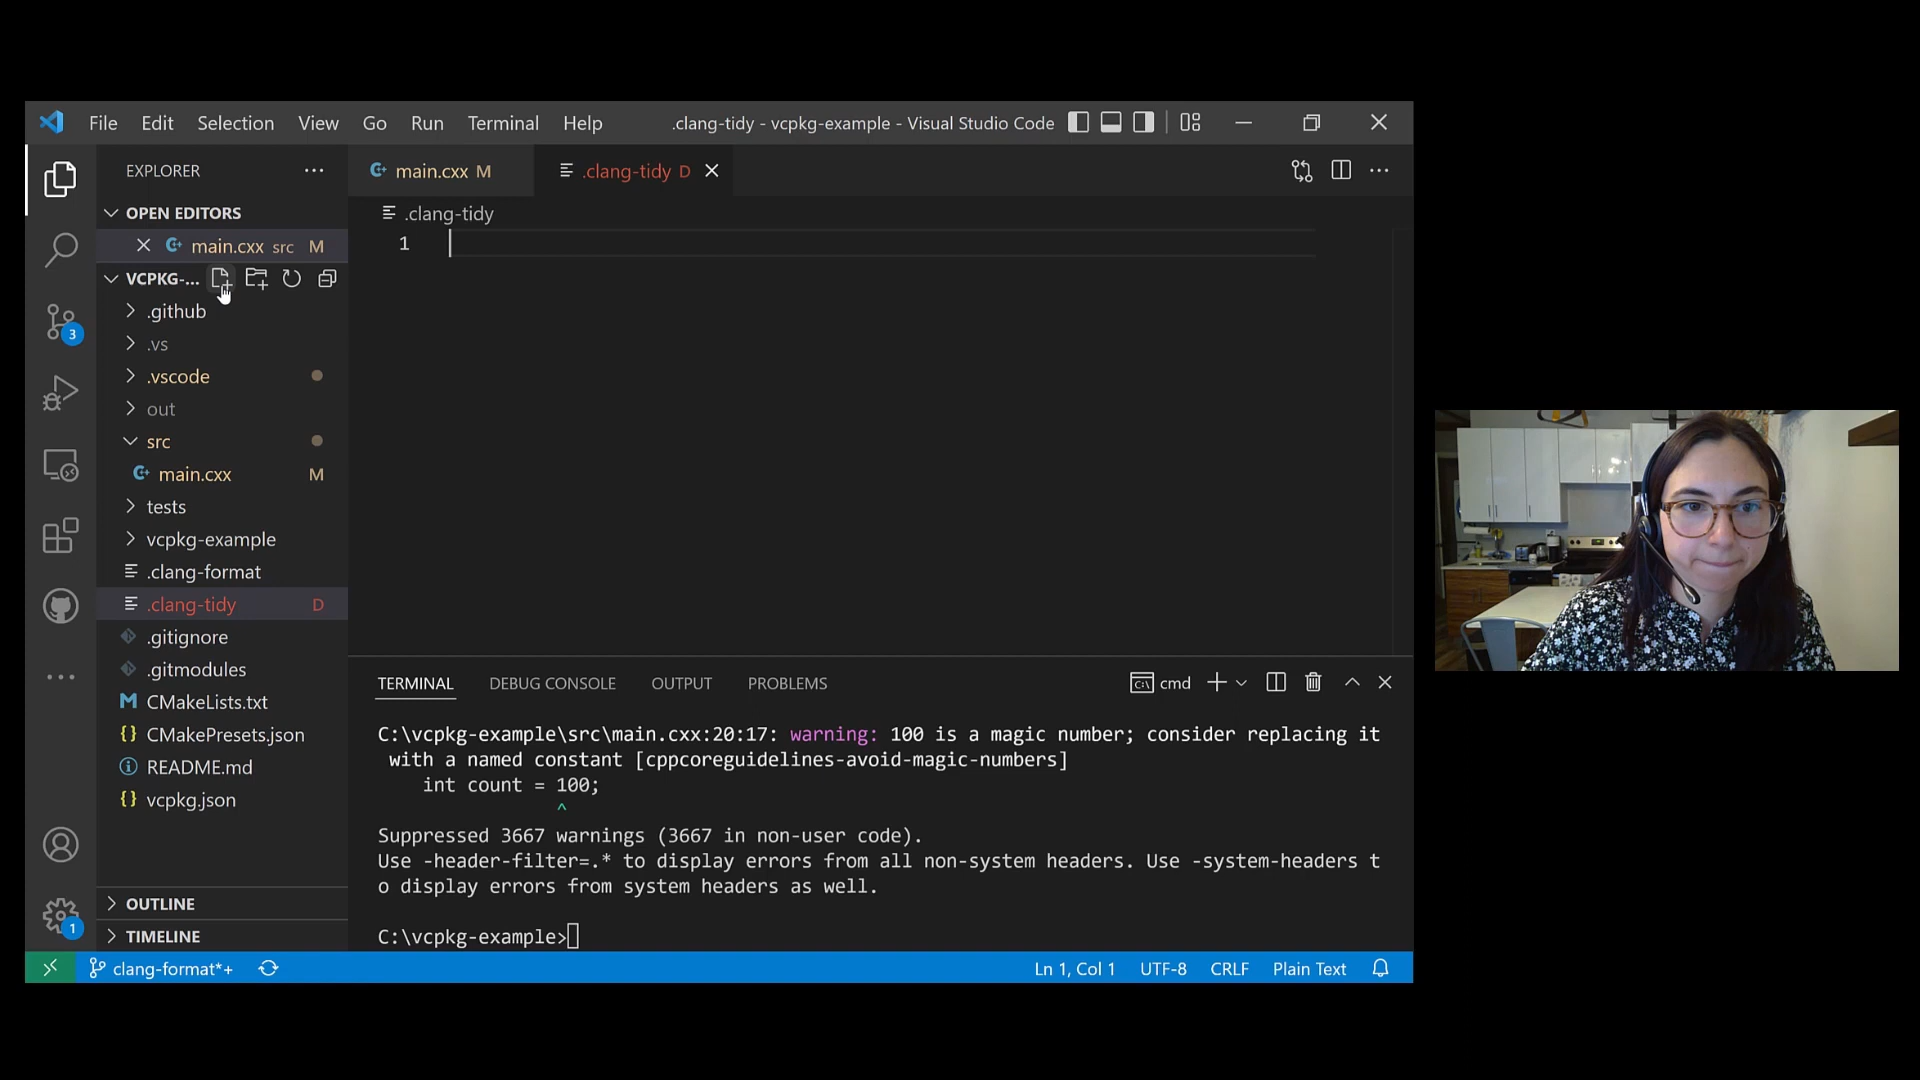 File Edit Selection View Go Run Terminal Help .clang-tidy - vcpkg-example - Visual Studio Code
EXPLORER
OPEN EDITORS
main.cxx src M
VCPKG-...
.github
.vs
.vscode
out
src
main.cxx M
tests
vcpkg-example
.clang-format
.clang-tidy D
.gitignore
.gitmodules
CMakeLists.txt
CMakePresets.json
README.md
vcpkg.json
OUTLINE
TIMELINE
3
1
main.cxx M .clang-tidy D
.clang-tidy
1
TERMINAL DEBUG CONSOLE OUTPUT PROBLEMS cmd
C:\vcpkg-example\src\main.cxx:20:17: warning: 100 is a magic number; consider replacing it
with a named constant [cppcoreguidelines-avoid-magic-numbers]
int count = 100;
^
Suppressed 3667 warnings (3667 in non-user code).
Use -header-filter=.* to display errors from all non-system headers. Use -system-headers t
o display errors from system headers as well.
C:\vcpkg-example>
clang-format*+ Ln 1, Col 1 UTF-8 CRLF Plain Text